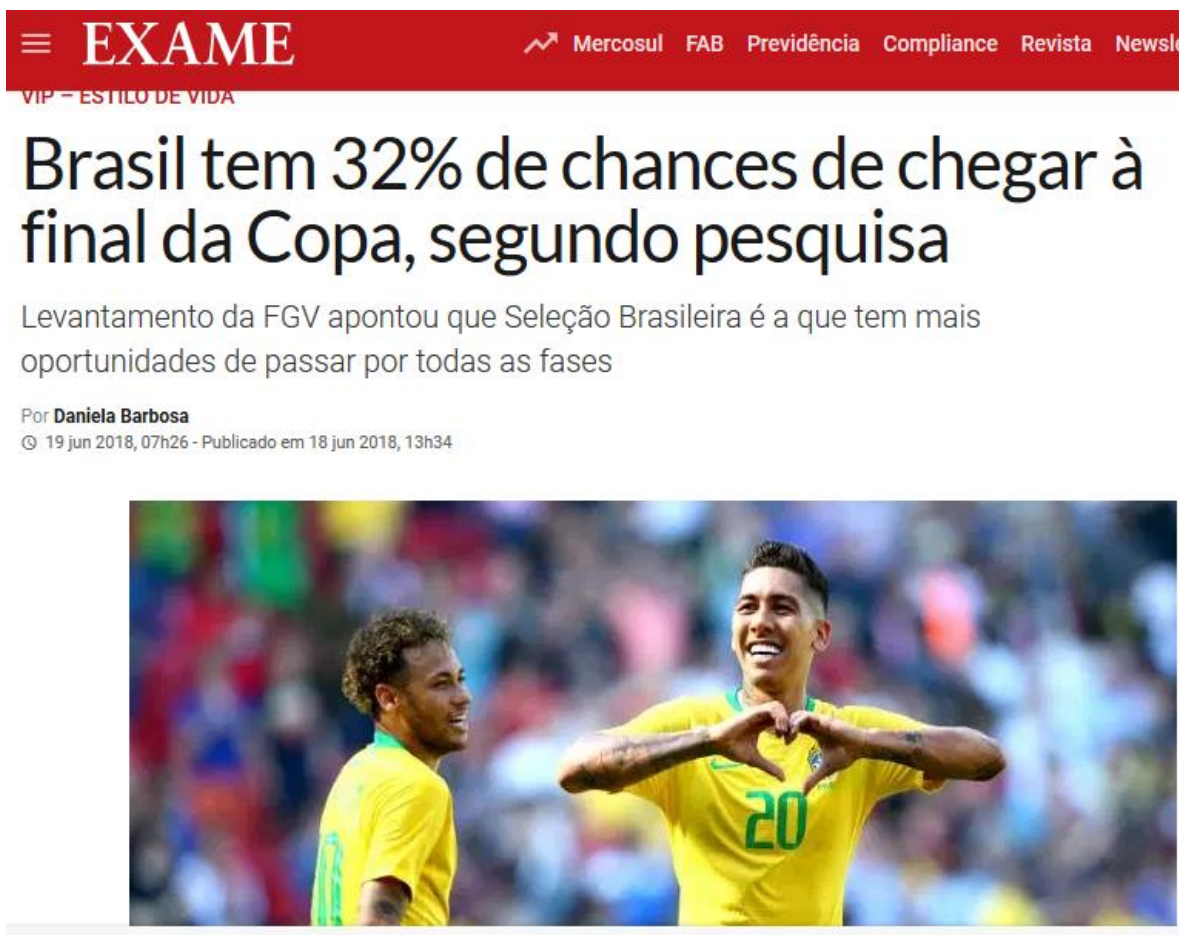 EXAME
Mercosul FAB Previdência Compliance Revista Newsle
VIP – ESTILO DE VIDA
Brasil tem 32% de chances de chegar à
final da Copa, segundo pesquisa
Levantamento da FGV apontou que Seleção Brasileira é a que tem mais
oportunidades de passar por todas as fases
Por Daniela Barbosa
19 jun 2018, 07h26 - Publicado em 18 jun 2018, 13h34
20